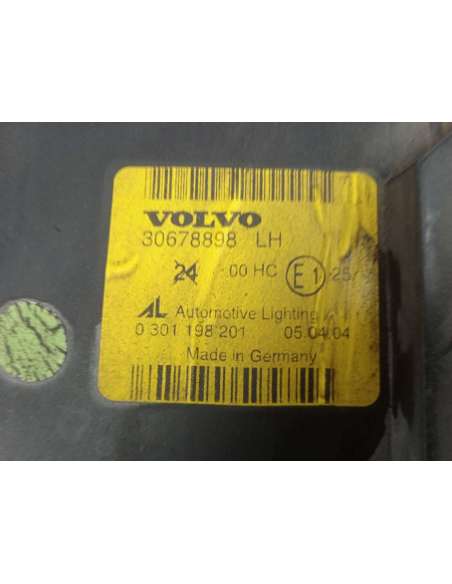 VOLVO
30678898 LH
24 00 HC E1 25
AL Automotive Lighting
0 301 198 201 05.04.04
Made in Germany